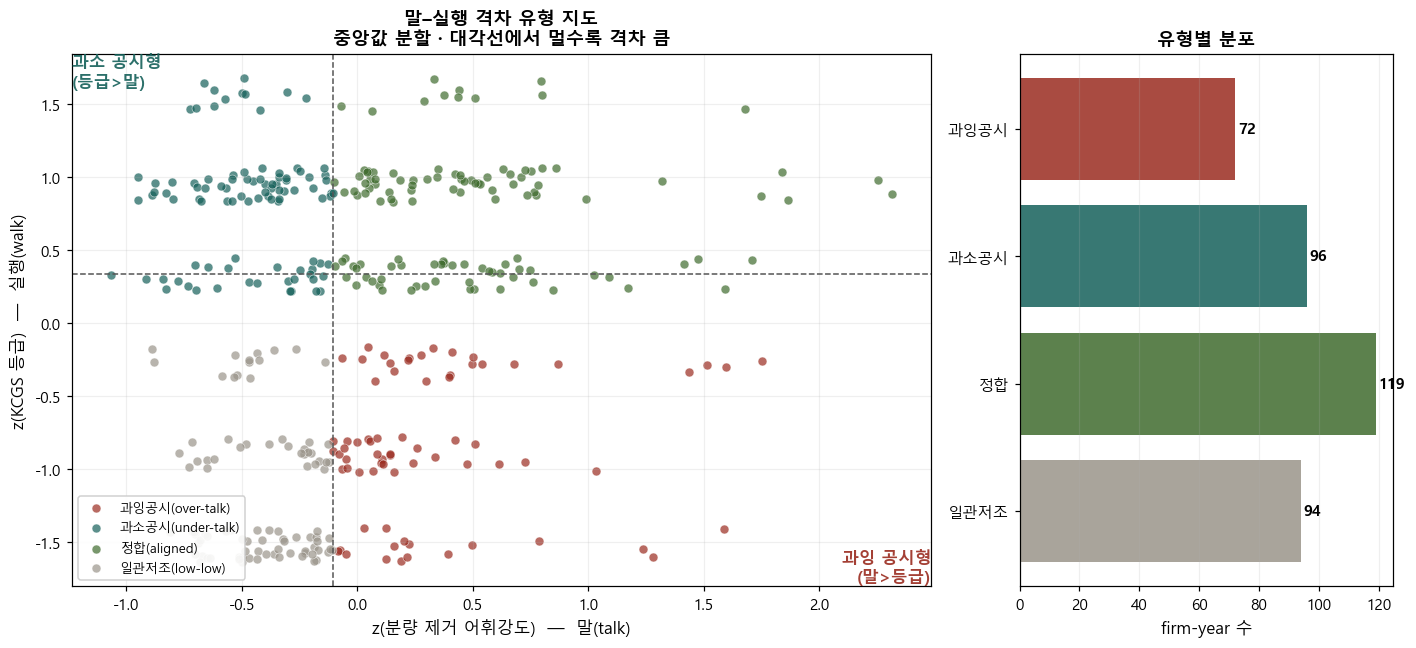 말–실행 격차 유형 지도
중앙값 분할 · 대각선에서 멀수록 격차 큼
과소 공시형
(등급>말)
과잉 공시형
(말>등급)
z(KCGS 등급) — 실행(walk)
1.5
1.0
0.5
0.0
-0.5
-1.0
-1.5
과잉공시(over-talk)
과소공시(under-talk)
정합(aligned)
일관저조(low-low)
-1.0
-0.5
0.0
0.5
1.0
1.5
2.0
z(분량 제거 어휘강도) — 말(talk)
유형별 분포
과잉공시
72
과소공시
96
정합
119
일관저조
94
0
20
40
60
80
100
120
firm-year 수